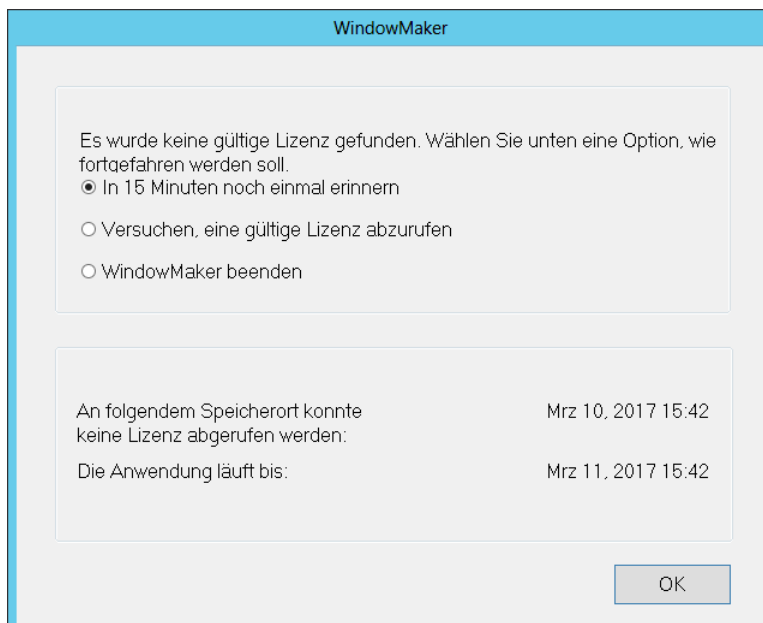 WindowMaker
Es wurde keine gültige Lizenz gefunden. Wählen Sie unten eine Option, wie
fortgefahren werden soll.
In 15 Minuten noch einmal erinnern
Versuchen, eine gültige Lizenz abzurufen
WindowMaker beenden
An folgendem Speicherort konnte Mrz 10, 2017 15:42
keine Lizenz abgerufen werden:
Die Anwendung läuft bis: Mrz 11, 2017 15:42
OK